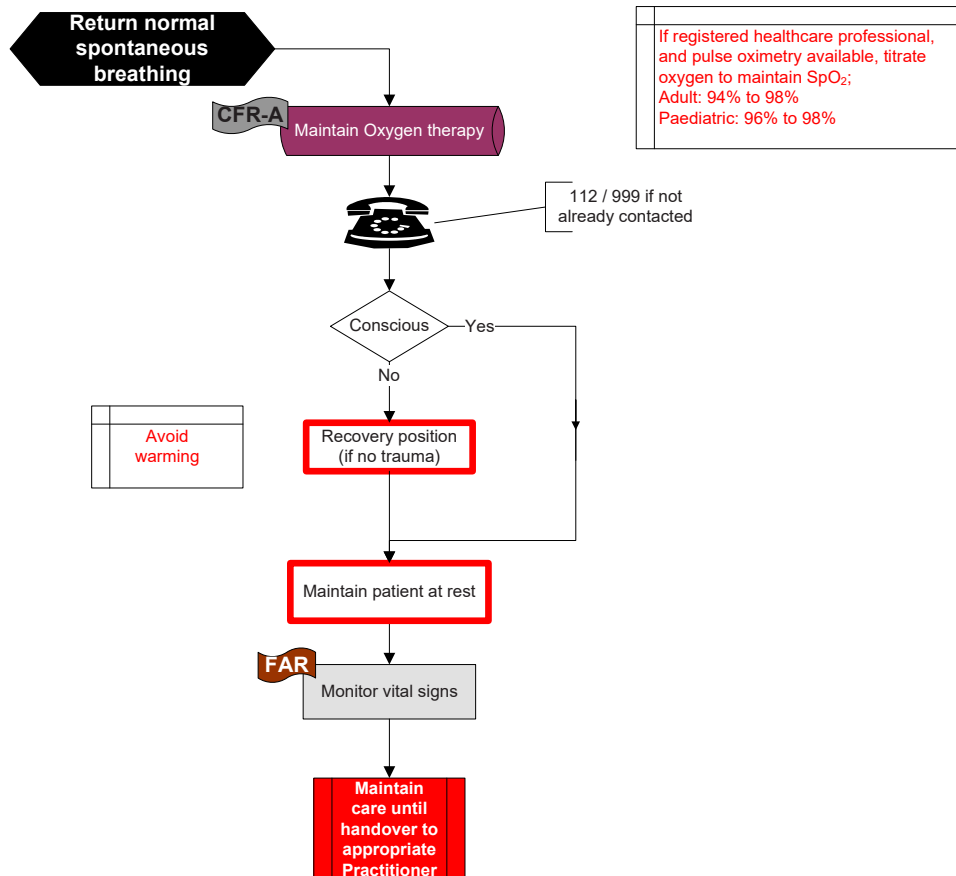 Return normal
spontaneous
breathing
If registered healthcare professional,
and pulse oximetry available, titrate
oxygen to maintain SpO₂;
Adult: 94% to 98%
Paediatric: 96% to 98%
CFR-A
Maintain Oxygen therapy
112 / 999 if not
already contacted
Conscious
Yes
No
Avoid
warming
Recovery position
(if no trauma)
Maintain patient at rest
FAR
Monitor vital signs
Maintain
care until
handover to
appropriate
Practitioner